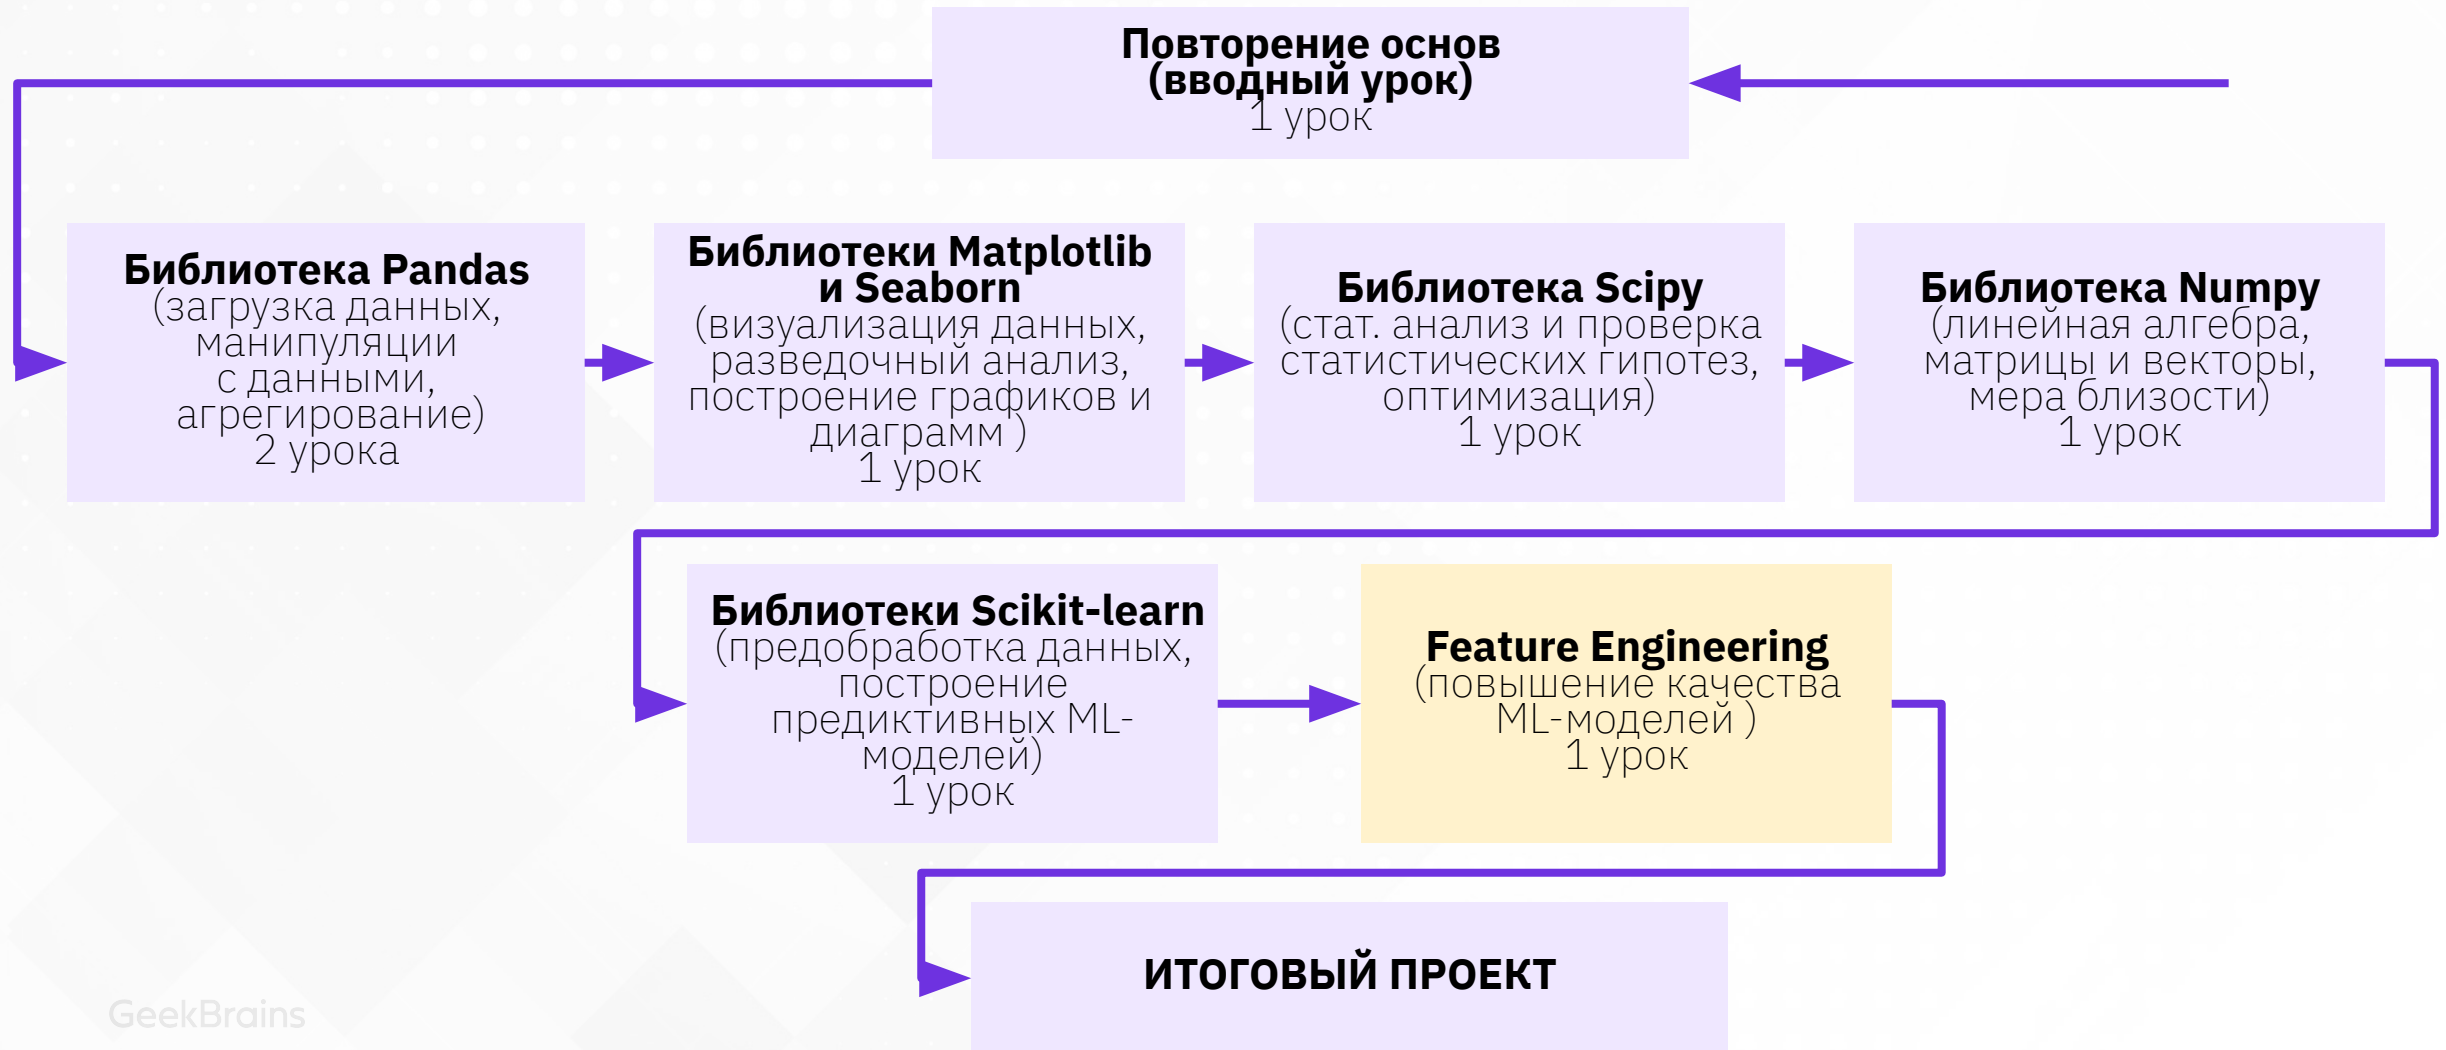 Повторение основ
(вводный урок)
1 урок
Библиотека Pandas
(загрузка данных,
манипуляции
с данными,
агрегирование)
2 урока
Библиотеки Matplotlib
и Seaborn
(визуализация данных,
разведочный анализ,
построение графиков и
диаграмм )
1 урок
Библиотека Scipy
(стат. анализ и проверка
статистических гипотез,
оптимизация)
1 урок
Библиотека Numpy
(линейная алгебра,
матрицы и векторы,
мера близости)
1 урок
Библиотеки Scikit-learn
(предобработка данных,
построение
предиктивных ML-
моделей)
1 урок
Feature Engineering
(повышение качества
ML-моделей )
1 урок
ИТОГОВЫЙ ПРОЕКТ
GeekBrains